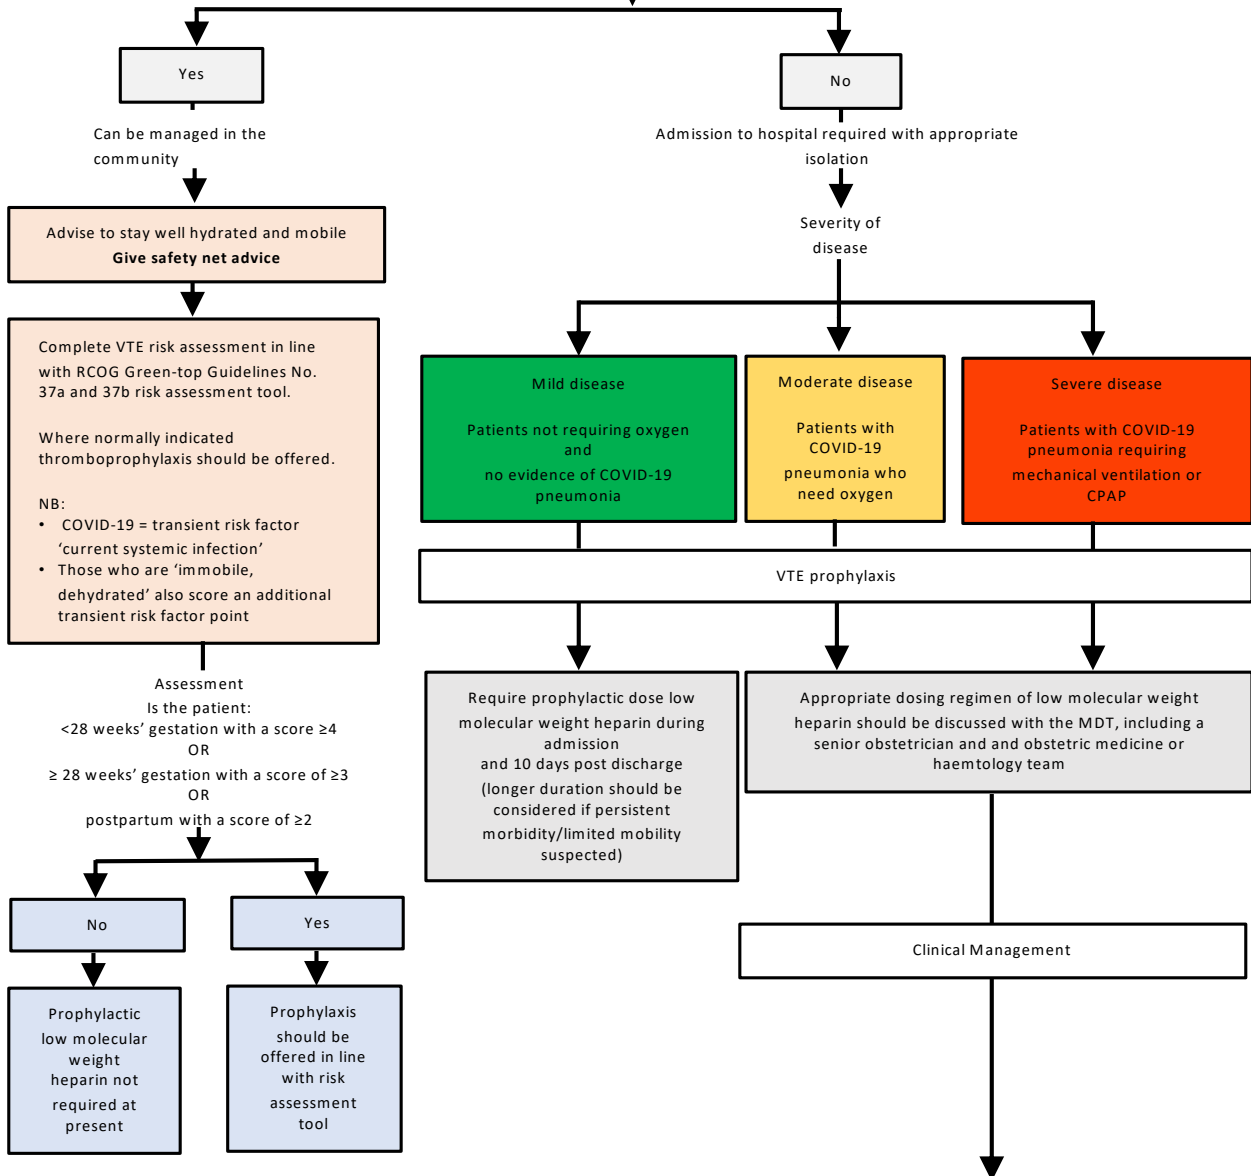 Yes
Can be managed in the
community
Advise to stay well hydrated and mobile
Give safety net advice
Complete VTE risk assessment in line
with RCOG Green-top Guidelines No.
37a and 37b risk assessment tool.
Where normally indicated
thromboprophylaxis should be offered.
NB:
• COVID-19 = transient risk factor
‘current systemic infection’
• Those who are ‘immobile,
dehydrated’ also score an additional
transient risk factor point
Assessment
Is the patient:
<28 weeks’ gestation with a score ≥4
OR
≥ 28 weeks’ gestation with a score of ≥3
OR
postpartum with a score of ≥2
No
Prophylactic
low molecular
weight
heparin not
required at
present
Yes
Prophylaxis
should be
offered in line
with risk
assessment
tool
No
Admission to hospital required with appropriate
isolation
Severity of
disease
Mild disease
Patients not requiring oxygen
and
no evidence of COVID-19
pneumonia
Moderate disease
Patients with
COVID-19
pneumonia who
need oxygen
Severe disease
Patients with COVID-19
pneumonia requiring
mechanical ventilation or
CPAP
VTE prophylaxis
Require prophylactic dose low
molecular weight heparin during
admission
and 10 days post discharge
(longer duration should be
considered if persistent
morbidity/limited mobility
suspected)
Appropriate dosing regimen of low molecular weight
heparin should be discussed with the MDT, including a
senior obstetrician and and obstetric medicine or
haemtology team
Clinical Management